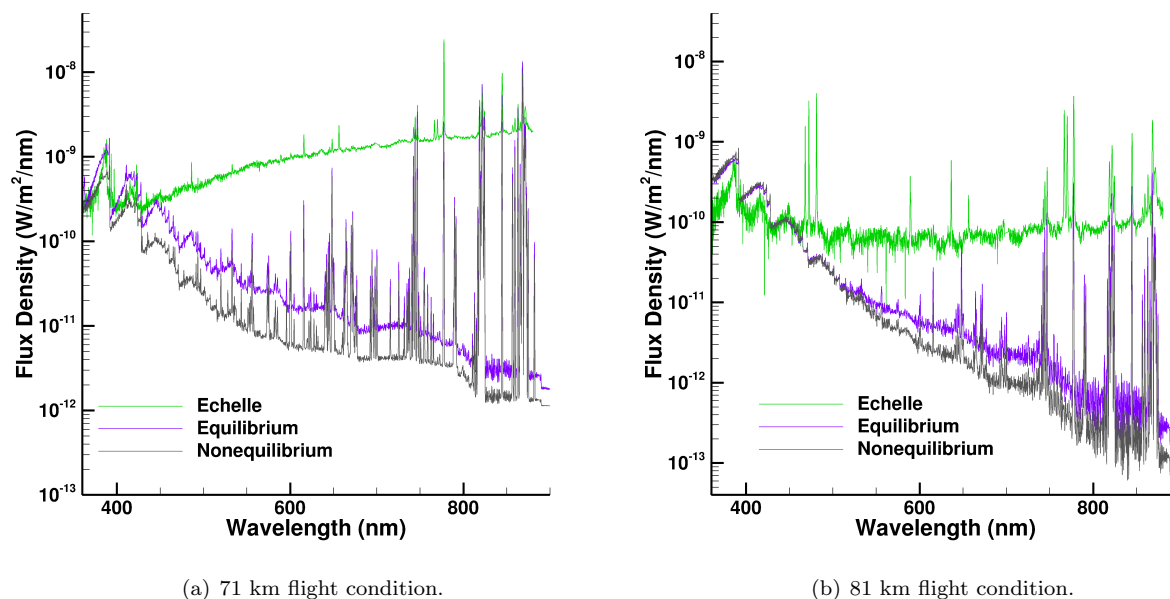 Flux Density (W/m²/nm)
10⁻⁸
10⁻⁹
10⁻¹⁰
10⁻¹¹
10⁻¹²
10⁻¹³
Echelle
Equilibrium
Nonequilibrium
400
600
800
Wavelength (nm)
(a) 71 km flight condition.
Flux Density (W/m²/nm)
10⁻⁸
10⁻⁹
10⁻¹⁰
10⁻¹¹
10⁻¹²
10⁻¹³
Echelle
Equilibrium
Nonequilibrium
400
600
800
Wavelength (nm)
(b) 81 km flight condition.